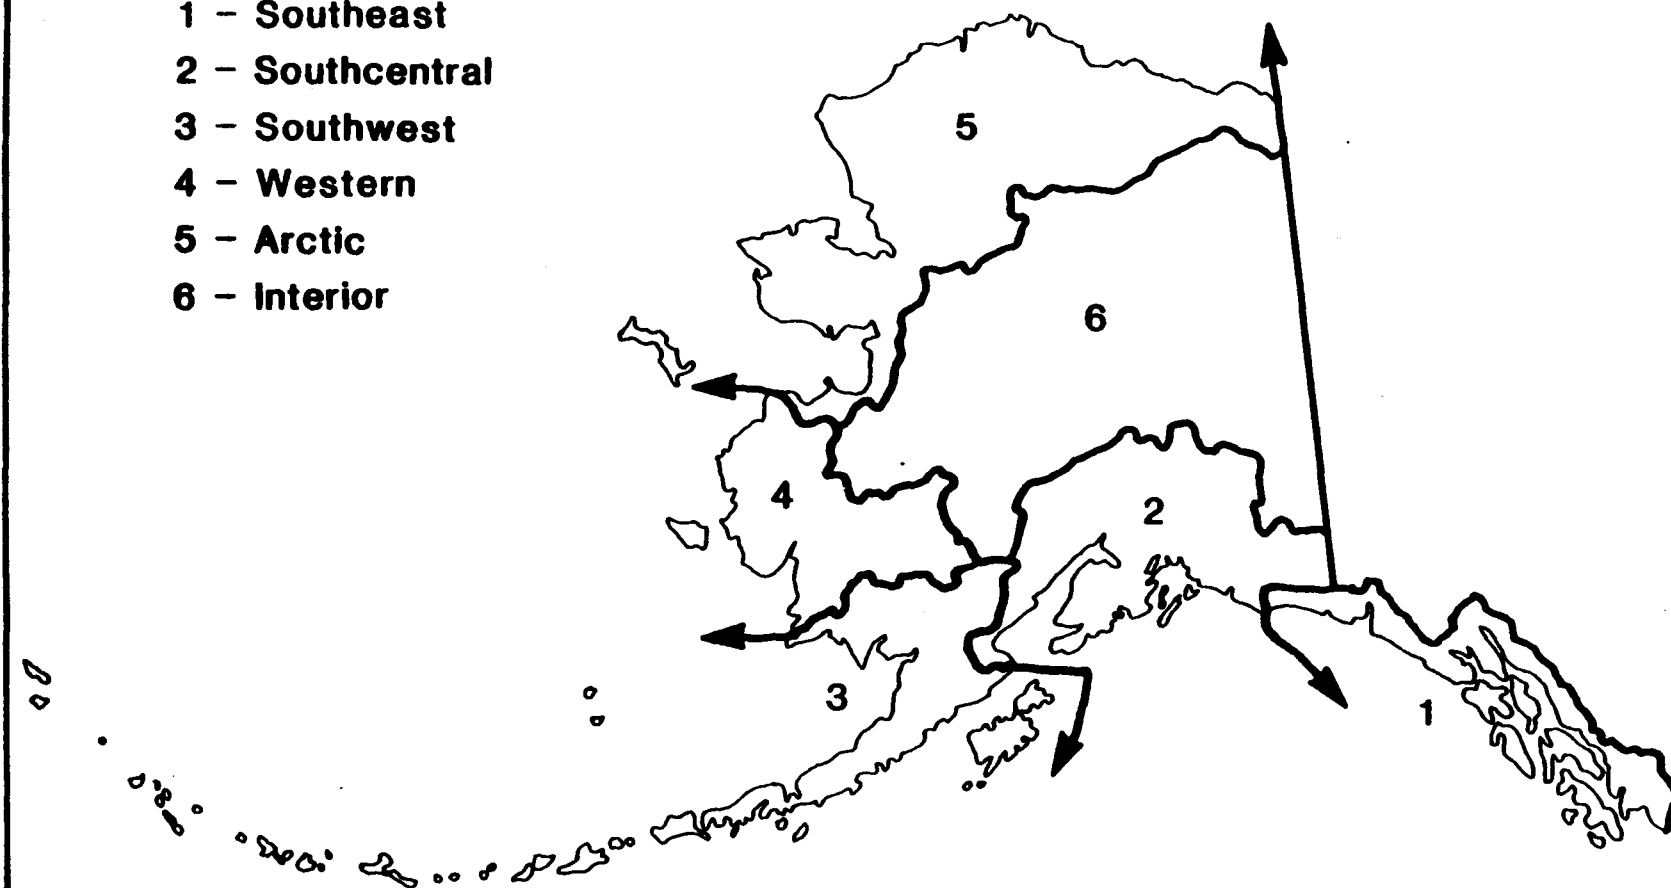 1 - Southeast
2 - Southcentral
3 - Southwest
4 - Western
5 - Arctic
6 - Interior
5
6
4
2
3
1